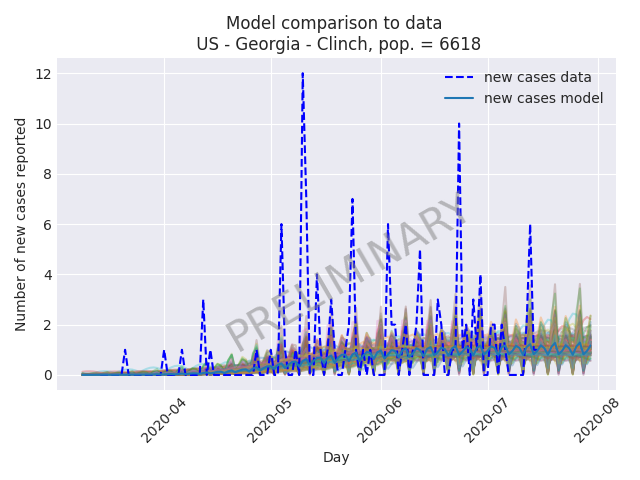 Model comparison to data
US - Georgia - Clinch, pop. = 6618
new cases data
new cases model
PRELIMINARY
Number of new cases reported
12
10
8
6
4
2
0
2020-04
2020-05
2020-06
2020-07
2020-08
Day